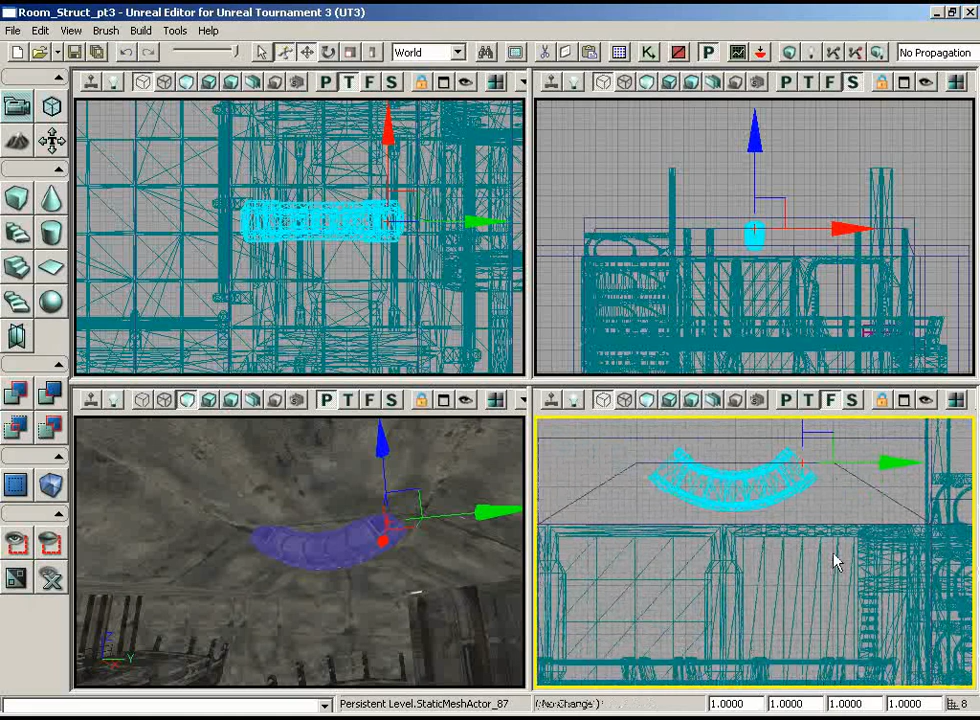 Room_Struct_pt3 - Unreal Editor for Unreal Tournament 3 (UT3)
File Edit View Brush Build Tools Help
World
No Propagation
P T F S
P T F S
P T F S
P T F S
Y
Persistent Level.StaticMeshActor_87
1.0000 1.0000 1.0000 1.0000 8